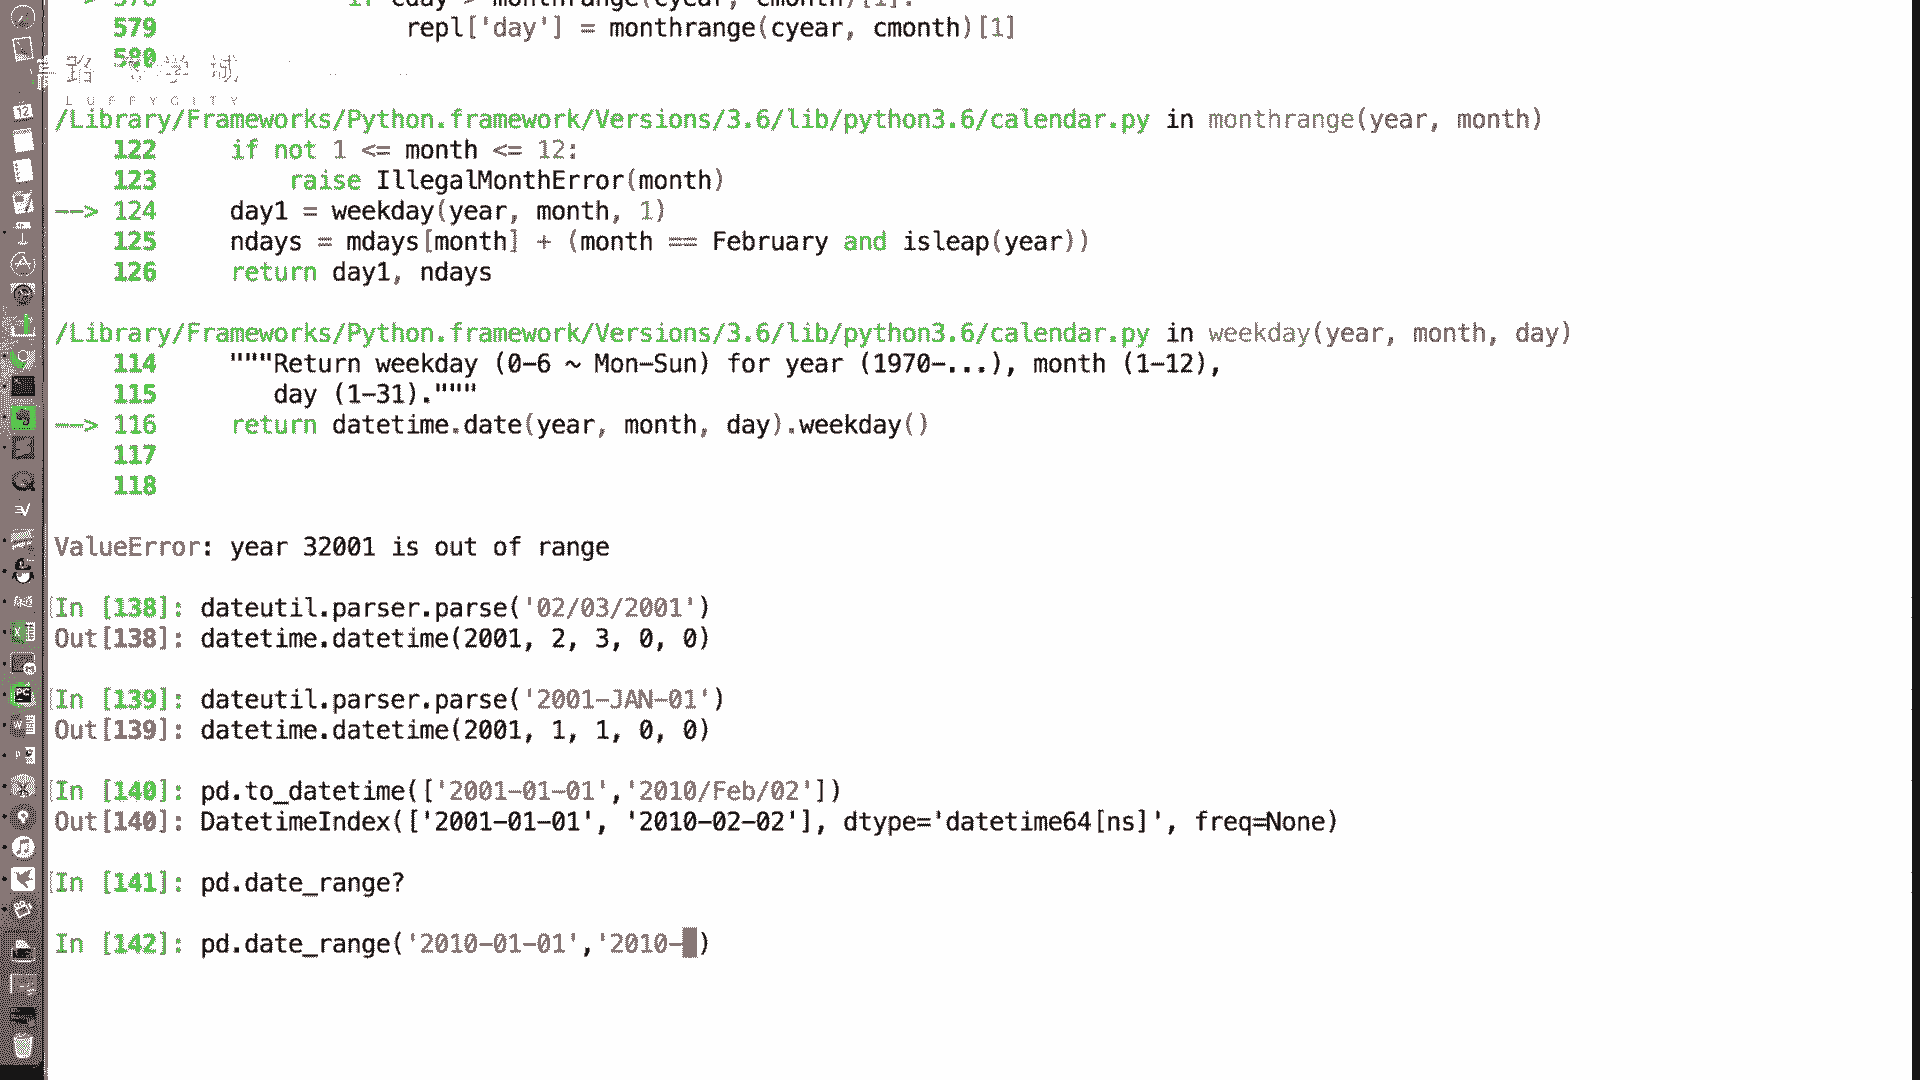 579 repl['day'] = monthrange(cyear, cmonth)[1]
580
路 学城
LUFFYCITY
/Library/Frameworks/Python.framework/Versions/3.6/lib/python3.6/calendar.py in monthrange(year, month)
122 if not 1 <= month <= 12:
123 raise IllegalMonthError(month)
--> 124 day1 = weekday(year, month, 1)
125 ndays = mdays[month] + (month == February and isleap(year))
126 return day1, ndays
/Library/Frameworks/Python.framework/Versions/3.6/lib/python3.6/calendar.py in weekday(year, month, day)
114 """Return weekday (0-6 ~ Mon-Sun) for year (1970-...), month (1-12),
115 day (1-31)."""
--> 116 return datetime.date(year, month, day).weekday()
117
118
ValueError: year 32001 is out of range
In [138]: dateutil.parser.parse('02/03/2001')
Out[138]: datetime.datetime(2001, 2, 3, 0, 0)
In [139]: dateutil.parser.parse('2001-JAN-01')
Out[139]: datetime.datetime(2001, 1, 1, 0, 0)
In [140]: pd.to_datetime(['2001-01-01','2010/Feb/02'])
Out[140]: DatetimeIndex(['2001-01-01', '2010-02-02'], dtype='datetime64[ns]', freq=None)
In [141]: pd.date_range?
In [142]: pd.date_range('2010-01-01','2010-)